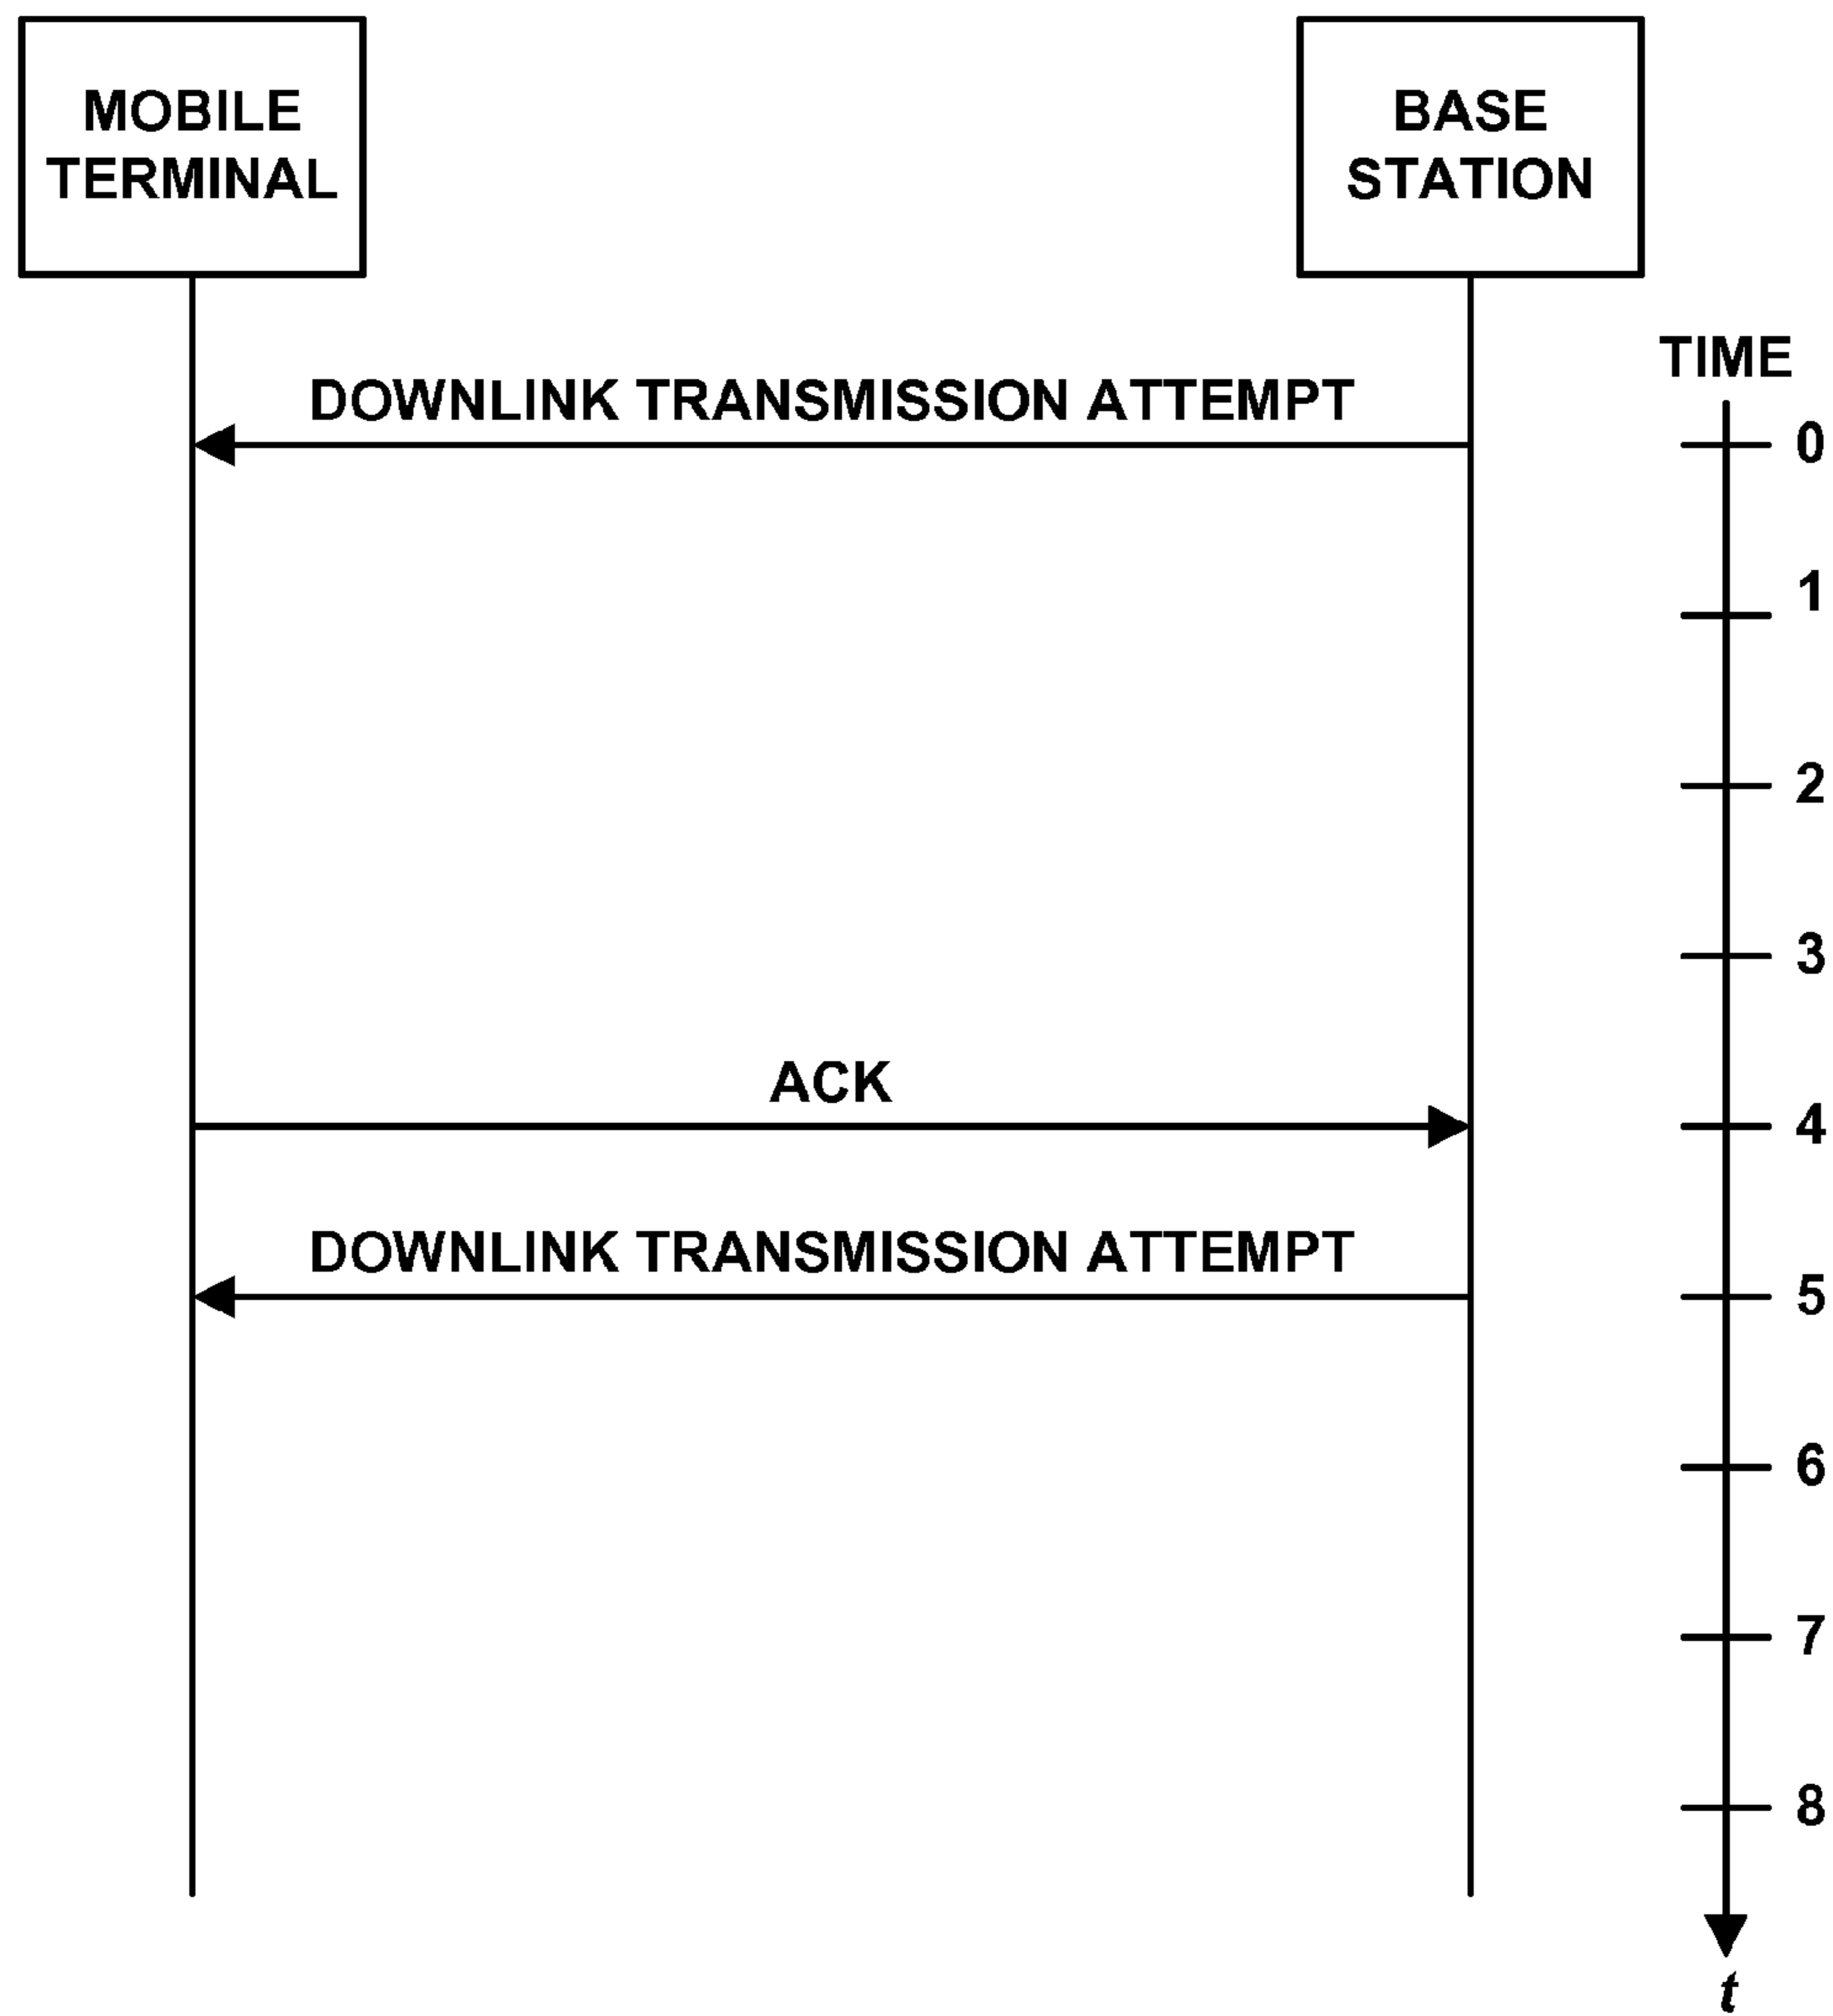 MOBILE
TERMINAL
BASE
STATION
TIME
DOWNLINK TRANSMISSION ATTEMPT
0
1
2
3
ACK
4
DOWNLINK TRANSMISSION ATTEMPT
5
6
7
8
t